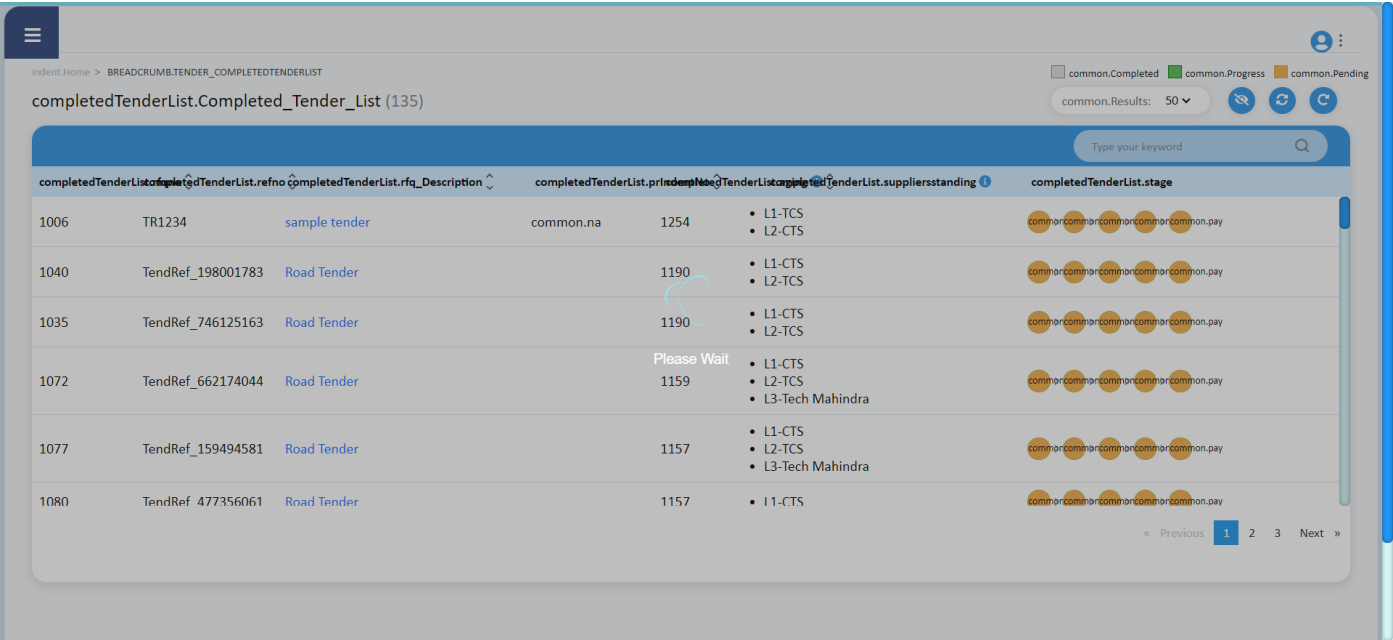 Indent.Home > BREADCRUMB.TENDER_COMPLETEDTENDERLIST
common.Completed common.Progress common.Pending
completedTenderList.Completed_Tender_List (135)
common.Results: 50
Type your keyword
completedTenderList.refno completedTenderList.rfq_Description completedTenderList.suppliersstanding completedTenderList.stage
1006 TR1234 sample tender common.na 1254
L1-TCS
L2-CTS
common.pay
1040 TendRef_198001783 Road Tender 1190
L1-CTS
L2-TCS
common.pay
1035 TendRef_746125163 Road Tender 1190
L1-CTS
L2-TCS
common.pay
Please Wait
1072 TendRef_662174044 Road Tender 1159
L1-CTS
L2-TCS
L3-Tech Mahindra
common.pay
1077 TendRef_159494581 Road Tender 1157
L1-CTS
L2-TCS
L3-Tech Mahindra
common.pay
1080 TendRef_477356061 Road Tender 1157
L1-CTS
common.pay
« Previous 1 2 3 Next »